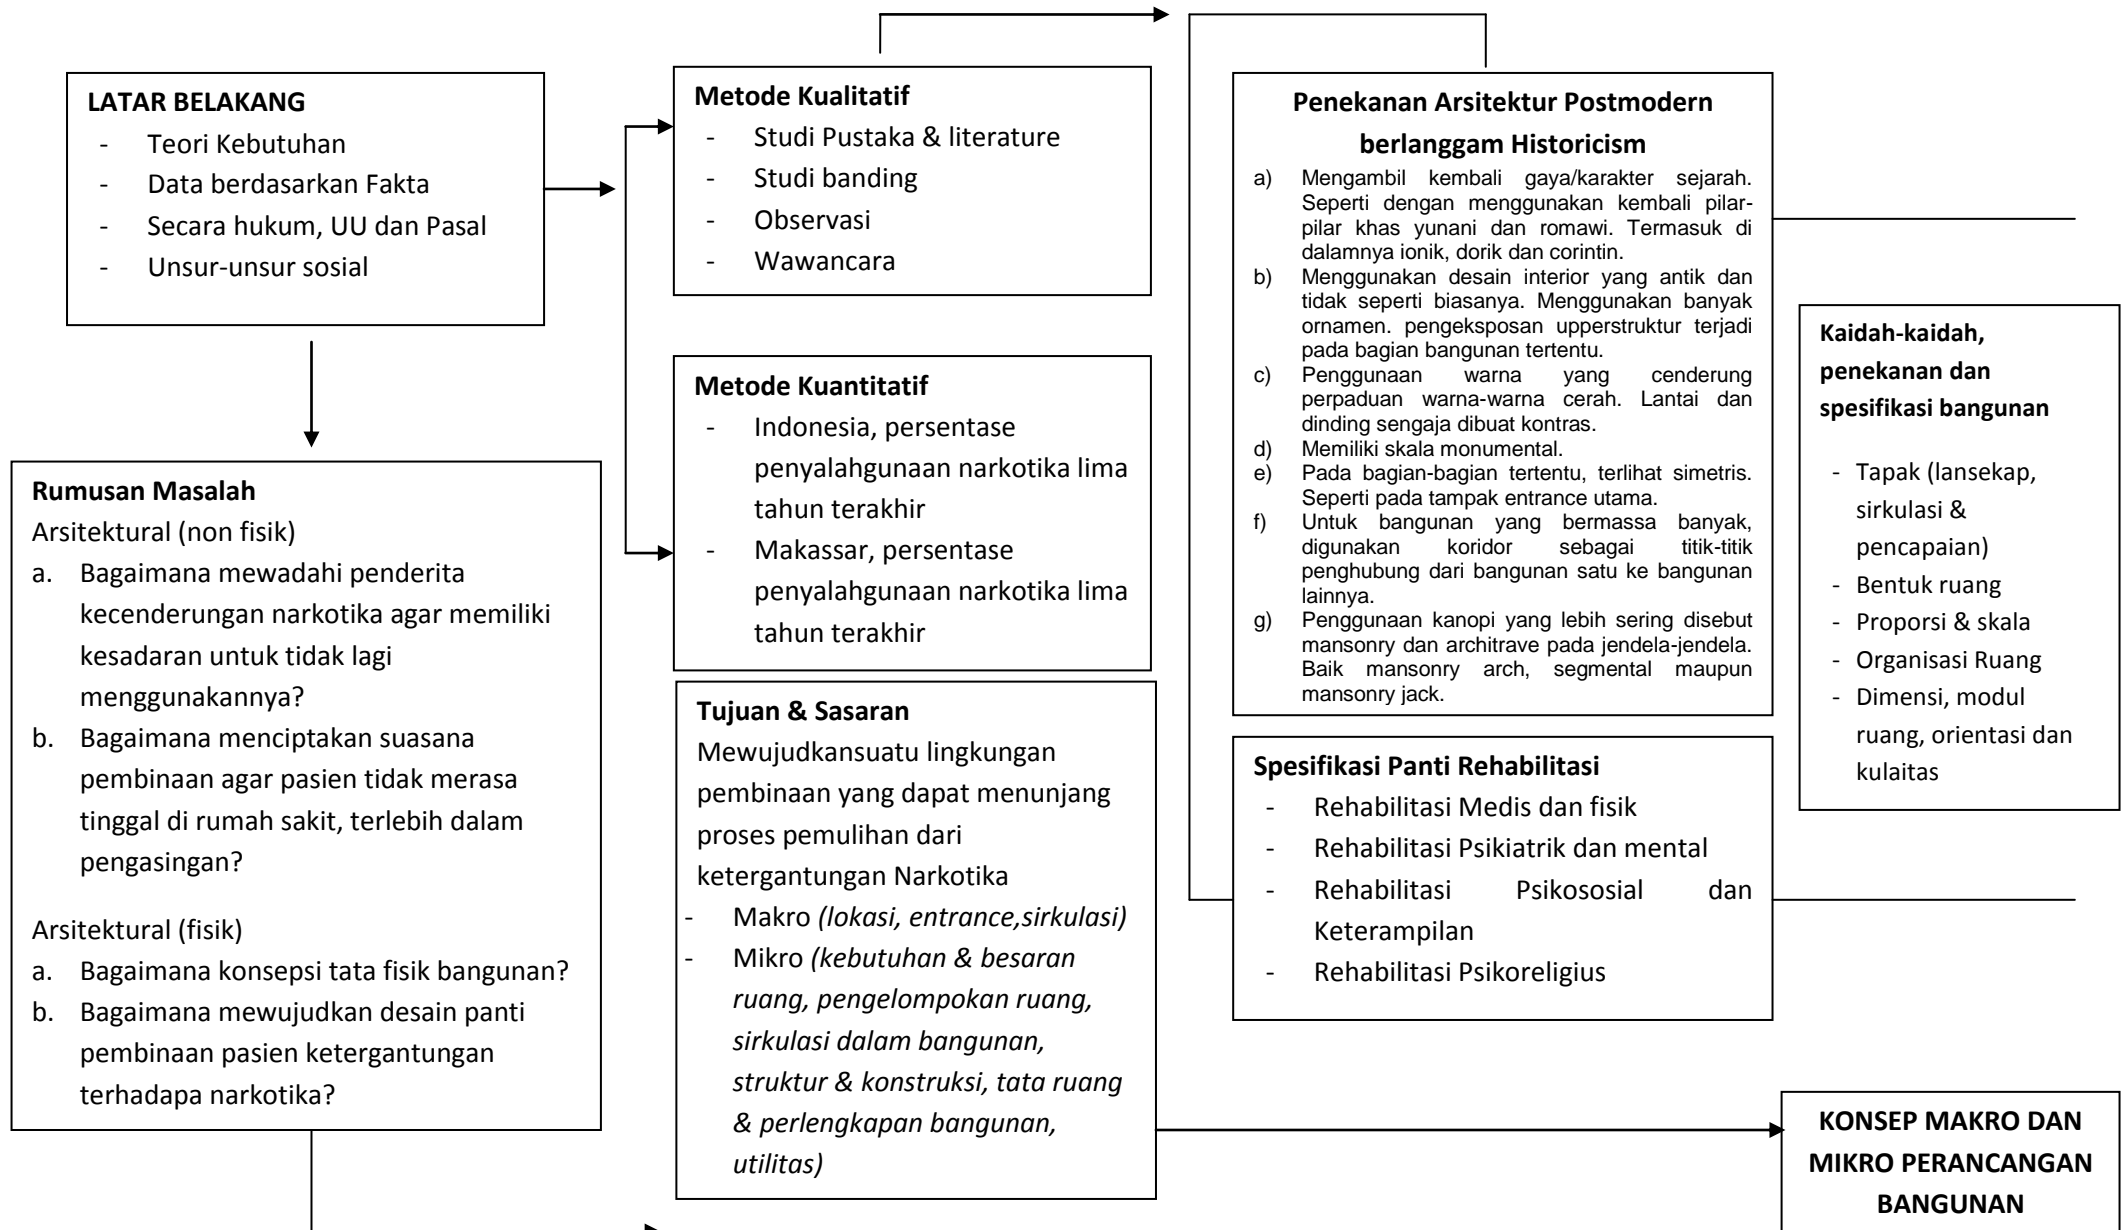 LATAR BELAKANG
- Teori Kebutuhan
- Data berdasarkan Fakta
- Secara hukum, UU dan Pasal
- Unsur-unsur sosial
Rumusan Masalah
Arsitektural (non fisik)
a. Bagaimana mewadahi penderita
kecenderungan narkotika agar memiliki
kesadaran untuk tidak lagi
menggunakannya?
b. Bagaimana menciptakan suasana
pembinaan agar pasien tidak merasa
tinggal di rumah sakit, terlebih dalam
pengasingan?
Arsitektural (fisik)
a. Bagaimana konsepsi tata fisik bangunan?
b. Bagaimana mewujudkan desain panti
pembinaan pasien ketergantungan
terhadapa narkotika?
Metode Kualitatif
- Studi Pustaka & literature
- Studi banding
- Observasi
- Wawancara
Metode Kuantitatif
- Indonesia, persentase
penyalahgunaan narkotika lima
tahun terakhir
- Makassar, persentase
penyalahgunaan narkotika lima
tahun terakhir
Tujuan & Sasaran
Mewujudkansuatu lingkungan
pembinaan yang dapat menunjang
proses pemulihan dari
ketergantungan Narkotika
- Makro (lokasi, entrance,sirkulasi)
- Mikro (kebutuhan & besaran
ruang, pengelompokan ruang,
sirkulasi dalam bangunan,
struktur & konstruksi, tata ruang
& perlengkapan bangunan,
utilitas)
Penekanan Arsitektur Postmodern
berlanggam Historicism
a) Mengambil kembali gaya/karakter sejarah.
Seperti dengan menggunakan kembali pilar-
pilar khas yunani dan romawi. Termasuk di
dalamnya ionik, dorik dan corintin.
b) Menggunakan desain interior yang antik dan
tidak seperti biasanya. Menggunakan banyak
ornamen. pengeksposan upperstruktur terjadi
pada bagian bangunan tertentu.
c) Penggunaan warna yang cenderung
perpaduan warna-warna cerah. Lantai dan
dinding sengaja dibuat kontras.
d) Memiliki skala monumental.
e) Pada bagian-bagian tertentu, terlihat simetris.
Seperti pada tampak entrance utama.
f) Untuk bangunan yang bermassa banyak,
digunakan koridor sebagai titik-titik
penghubung dari bangunan satu ke bangunan
lainnya.
g) Penggunaan kanopi yang lebih sering disebut
mansonry dan architrave pada jendela-jendela.
Baik mansonry arch, segmental maupun
mansonry jack.
Spesifikasi Panti Rehabilitasi
- Rehabilitasi Medis dan fisik
- Rehabilitasi Psikiatrik dan mental
- Rehabilitasi Psikososial dan
Keterampilan
- Rehabilitasi Psikoreligius
Kaidah-kaidah,
penekanan dan
spesifikasi bangunan
- Tapak (lansekap,
sirkulasi &
pencapaian)
- Bentuk ruang
- Proporsi & skala
- Organisasi Ruang
- Dimensi, modul
ruang, orientasi dan
kulaitas
KONSEP MAKRO DAN
MIKRO PERANCANGAN
BANGUNAN